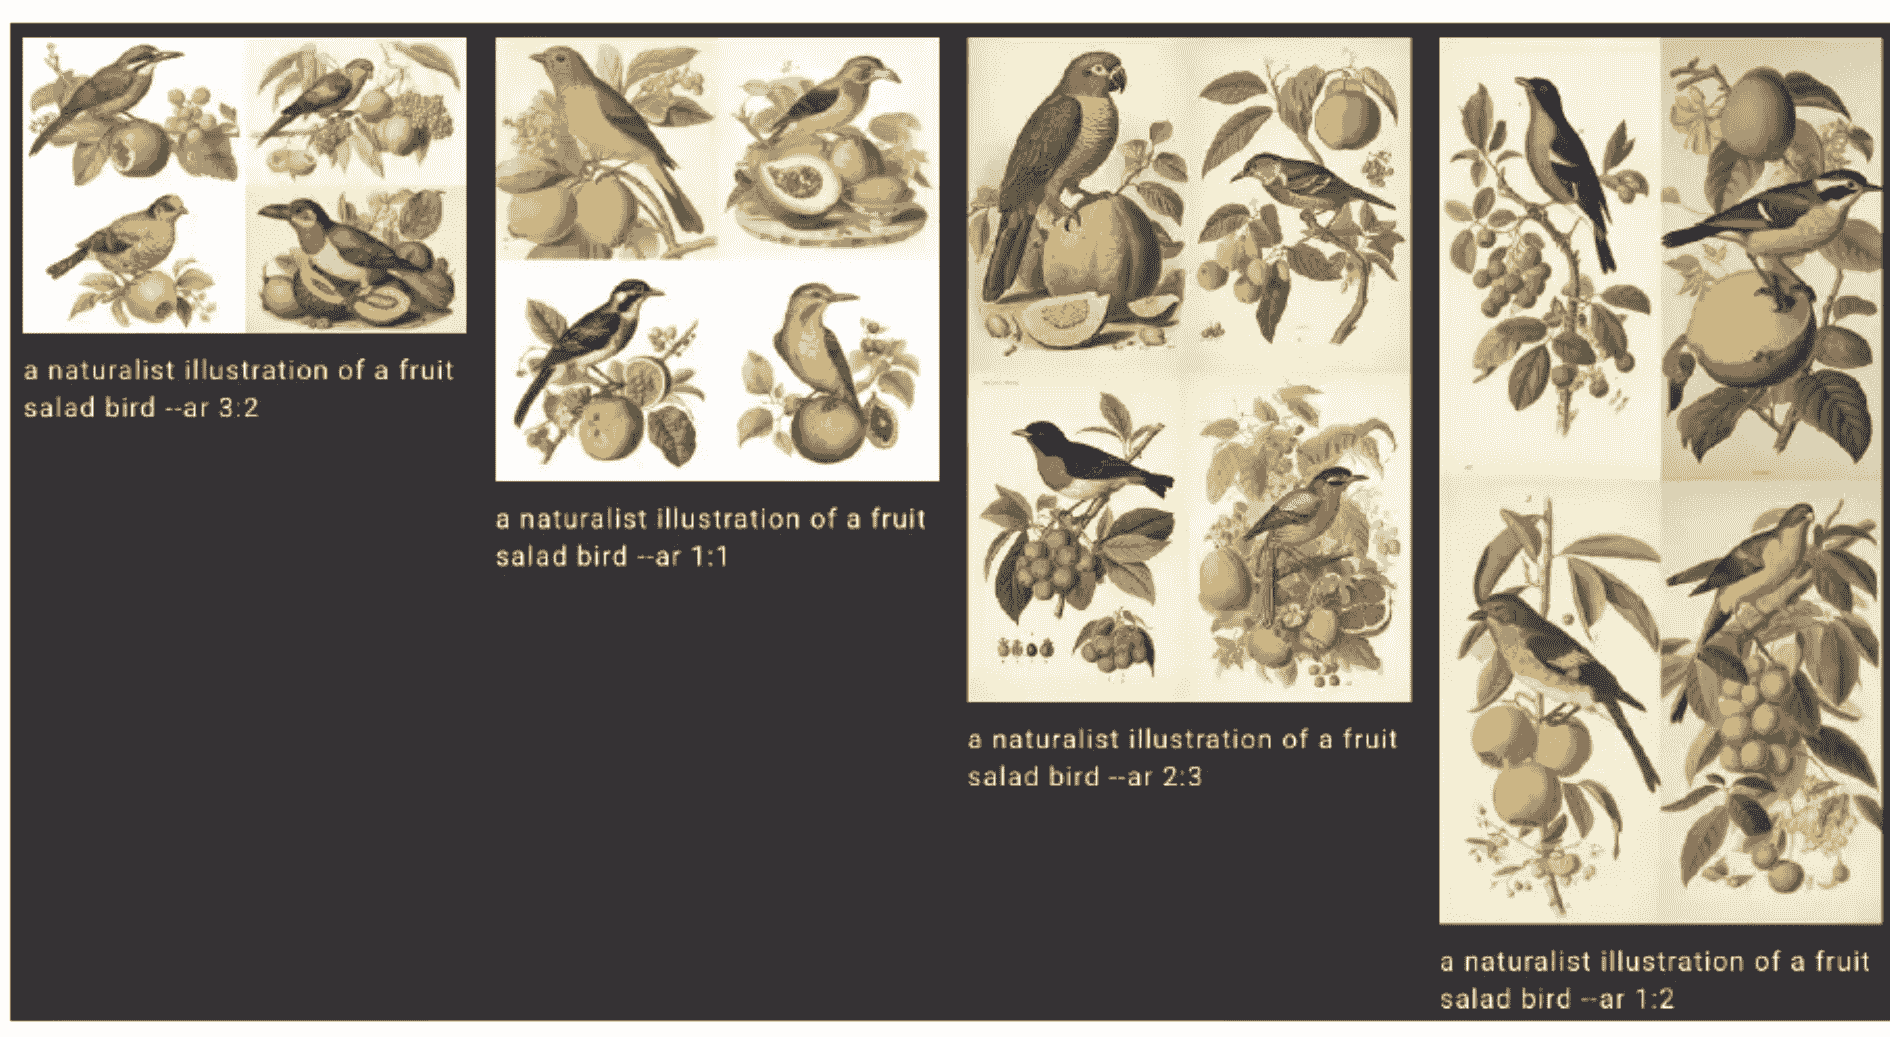 a naturalist illustration of a fruit
salad bird --ar 3:2
a naturalist illustration of a fruit
salad bird --ar 1:1
a naturalist illustration of a fruit
salad bird --ar 2:3
a naturalist illustration of a fruit
salad bird --ar 1:2